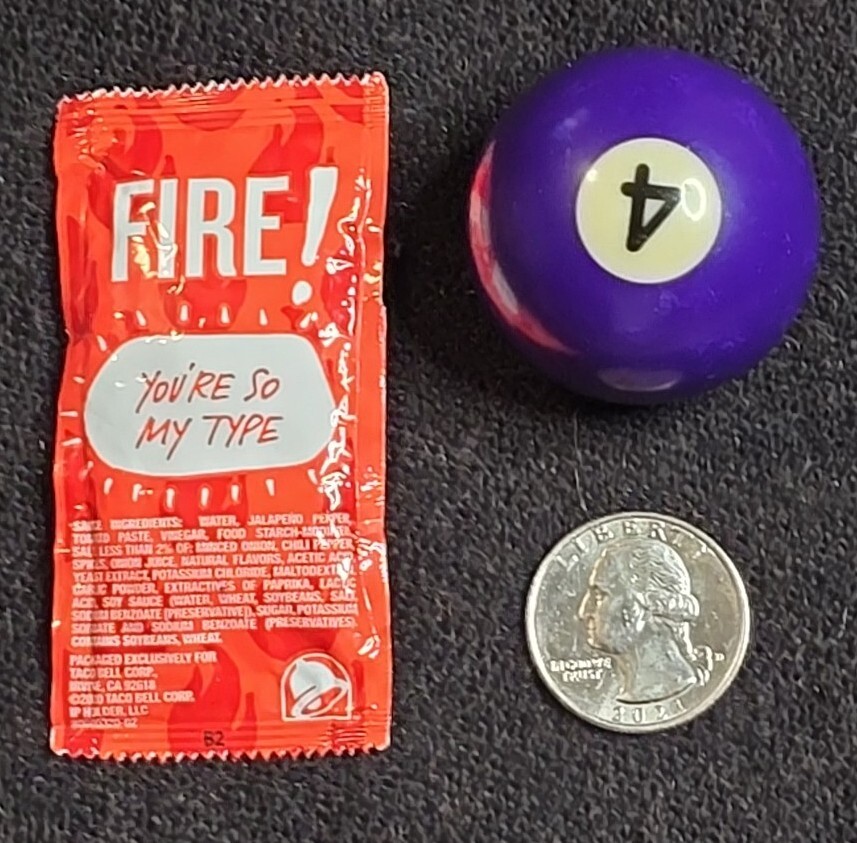 FIRE!
YOU'RE SO
MY TYPE
SAUCE INGREDIENTS: WATER, JALAPEÑO PEPPER,
TOMATO PASTE, VINEGAR, FOOD STARCH-MODIFIED,
SALT, LESS THAN 2% OF: MINCED ONION, CHILI PEPPER,
SPICES, ONION JUICE, NATURAL FLAVORS, ACETIC ACID,
YEAST EXTRACT, POTASSIUM CHLORIDE, MALTODEXTRIN,
GARLIC POWDER, EXTRACTIVES OF PAPRIKA, LACTIC
ACID, SOY SAUCE (WATER, WHEAT, SOYBEANS, SALT,
SODIUM BENZOATE (PRESERVATIVE)), SUGAR, POTASSIUM
SORBATE AND SODIUM BENZOATE (PRESERVATIVES).
CONTAINS SOYBEANS, WHEAT.
PACKAGED EXCLUSIVELY FOR
TACO BELL CORP.
IRVINE, CA 92618
©2020 TACO BELL CORP.
IP HOLDER, LLC
B2
4
LIBERTY
IN GOD WE
TRUST
D
2021